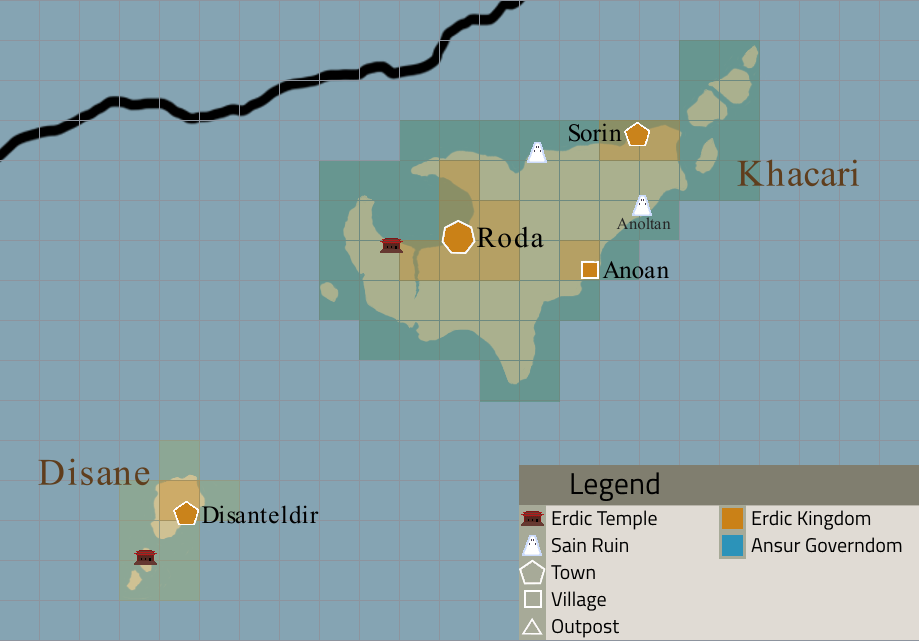 Sorin
Khacari
Anoltan
Roda
Anoan
Disane
Disanteldir
Legend
Erdic Temple
Sain Ruin
Town
Village
Outpost
Erdic Kingdom
Ansur Governdom